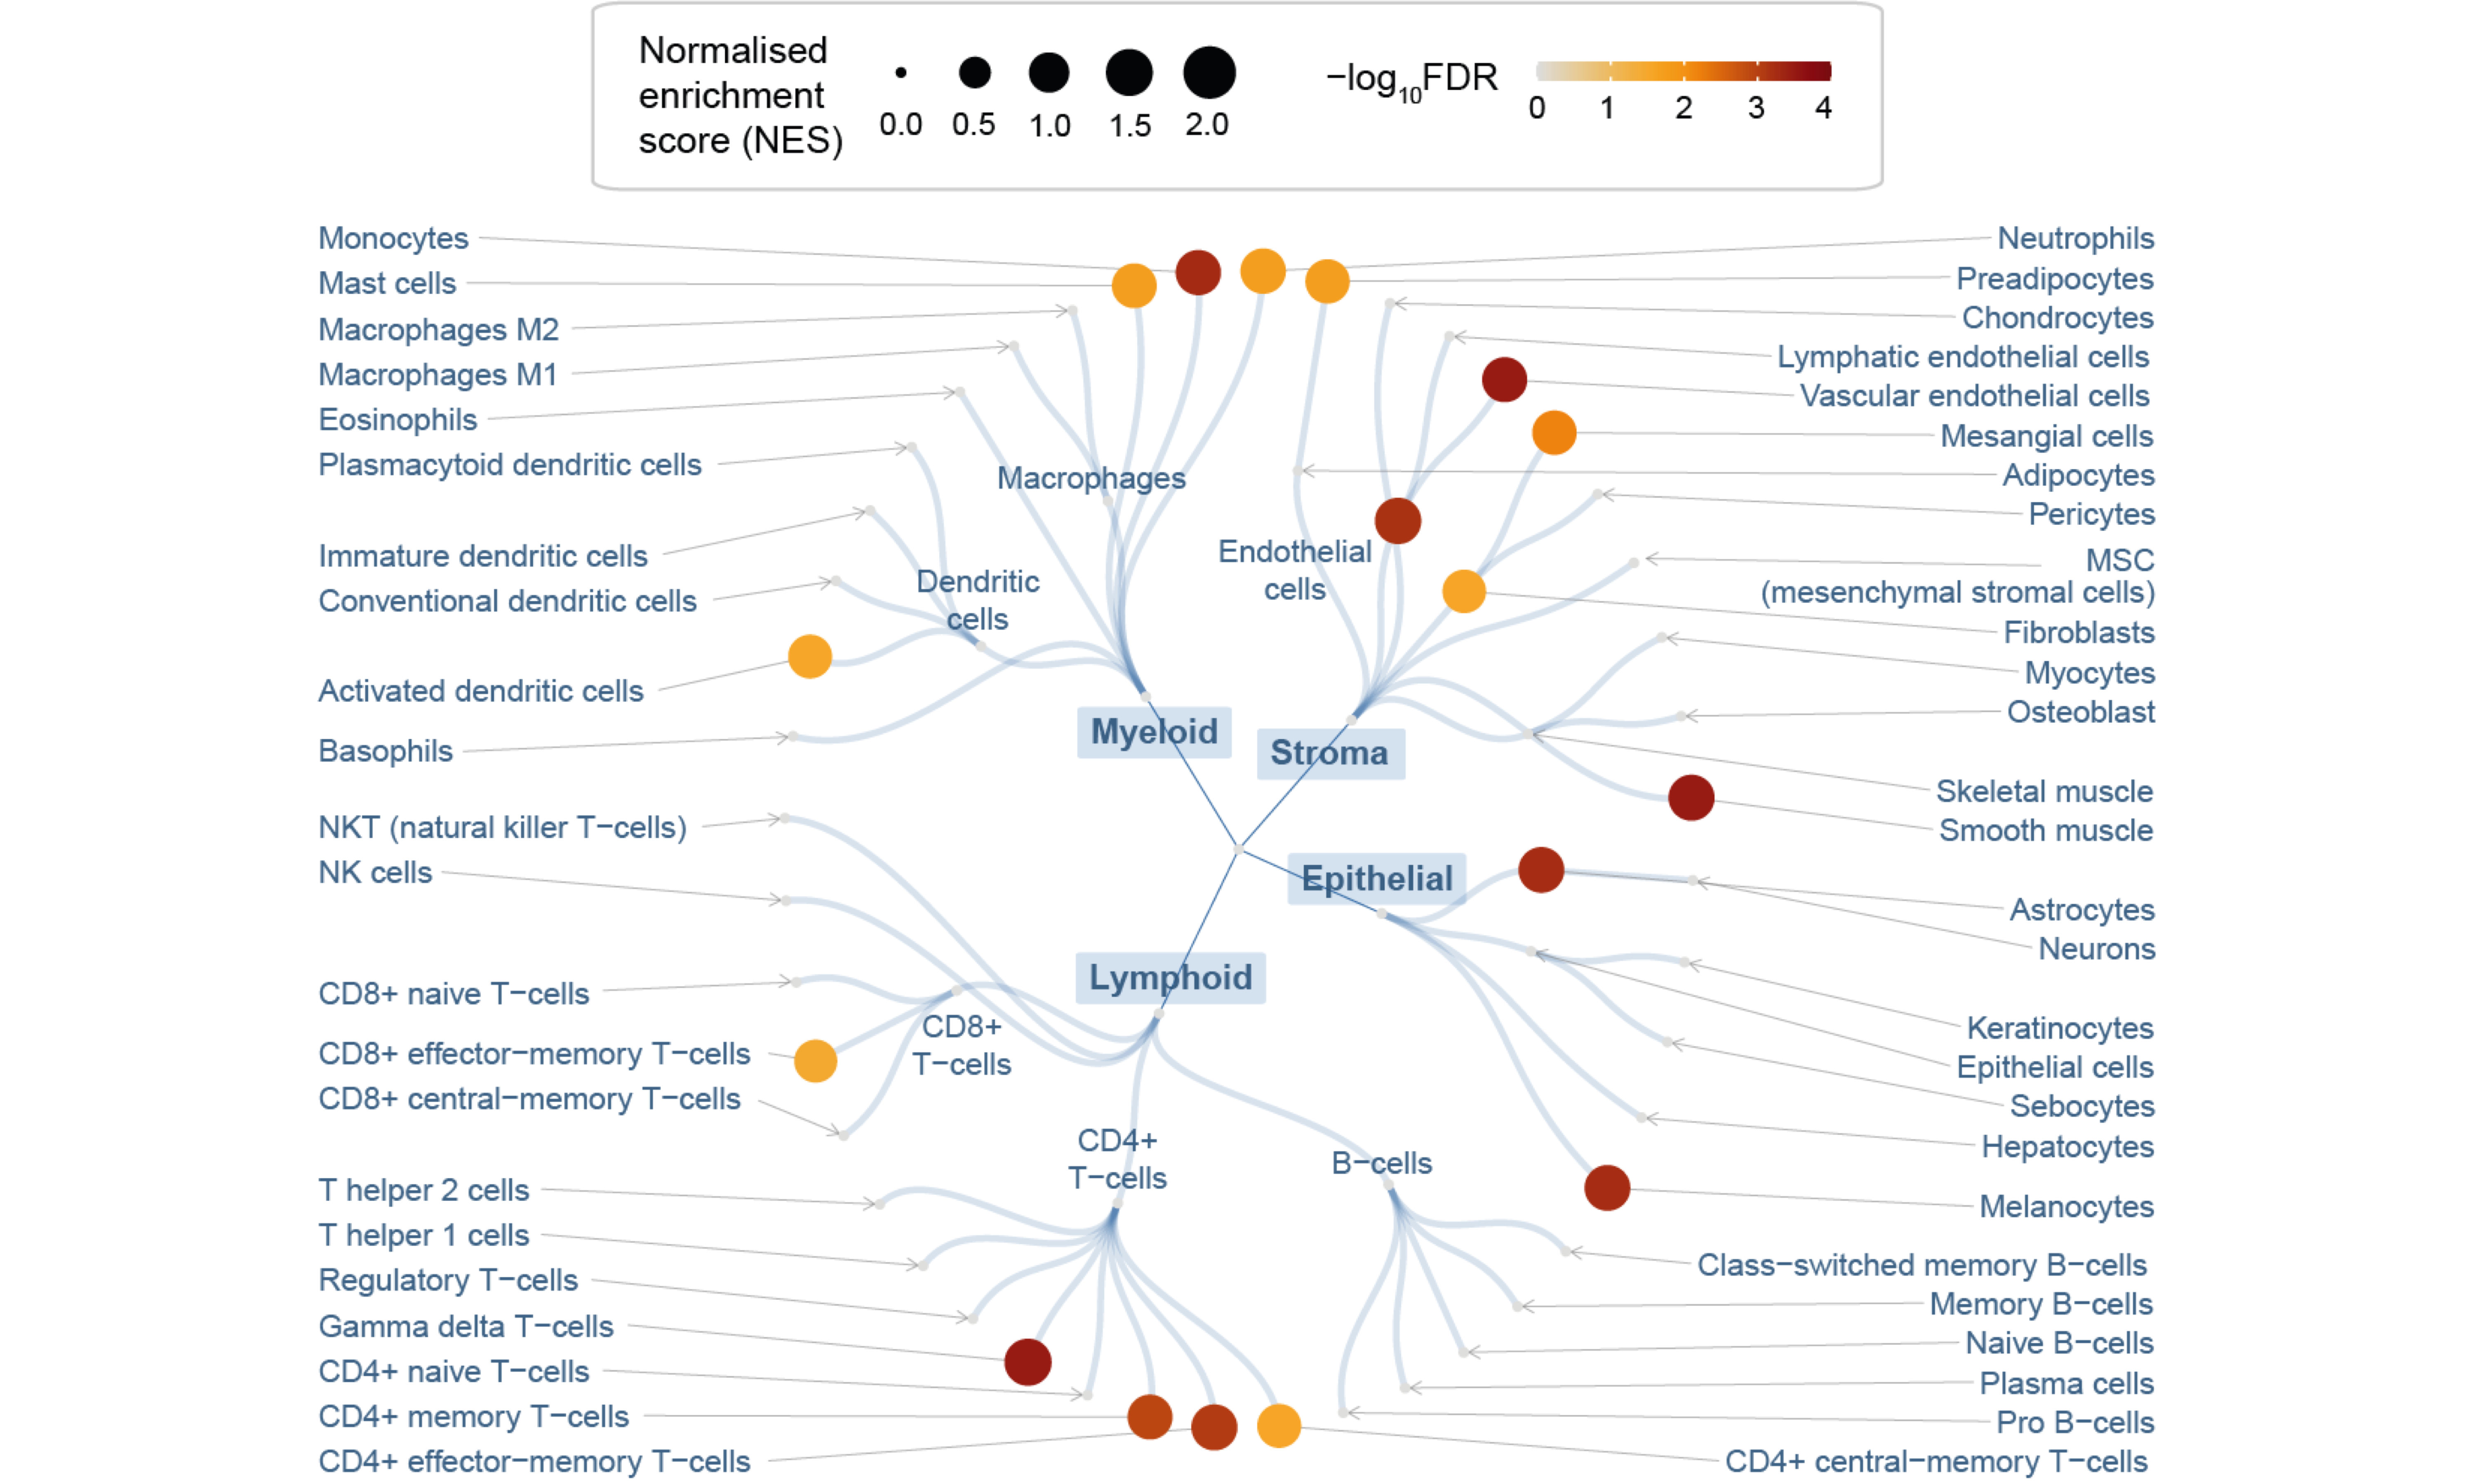 Normalised
enrichment
score (NES)
0.0 0.5 1.0 1.5 2.0
−log10FDR
0 1 2 3 4
Monocytes
Mast cells
Macrophages M2
Macrophages M1
Eosinophils
Plasmacytoid dendritic cells
Immature dendritic cells
Conventional dendritic cells
Activated dendritic cells
Basophils
NKT (natural killer T−cells)
NK cells
CD8+ naive T−cells
CD8+ effector−memory T−cells
CD8+ central−memory T−cells
T helper 2 cells
T helper 1 cells
Regulatory T−cells
Gamma delta T−cells
CD4+ naive T−cells
CD4+ memory T−cells
CD4+ effector−memory T−cells
Macrophages
Dendritic
cells
Endothelial
cells
Myeloid
Stroma
Epithelial
Lymphoid
CD8+
T−cells
CD4+
T−cells
B−cells
Neutrophils
Preadipocytes
Chondrocytes
Lymphatic endothelial cells
Vascular endothelial cells
Mesangial cells
Adipocytes
Pericytes
MSC
(mesenchymal stromal cells)
Fibroblasts
Myocytes
Osteoblast
Skeletal muscle
Smooth muscle
Astrocytes
Neurons
Keratinocytes
Epithelial cells
Sebocytes
Hepatocytes
Melanocytes
Class−switched memory B−cells
Memory B−cells
Naive B−cells
Plasma cells
Pro B−cells
CD4+ central−memory T−cells